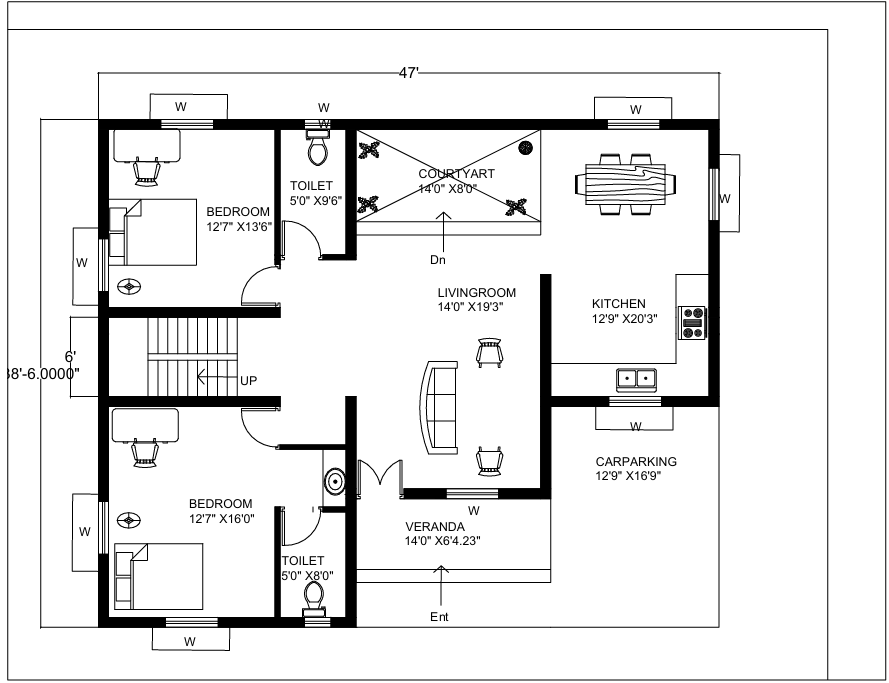 47'
W
W
W
W
TOILET
5'0" X9'6"
COURTYART
14'0" X8'0"
W
BEDROOM
12'7" X13'6"
W
Dn
LIVINGROOM
14'0" X19'3"
KITCHEN
12'9" X20'3"
6'
38'-6.0000"
UP
W
CARPARKING
12'9" X16'9"
BEDROOM
12'7" X16'0"
W
W
VERANDA
14'0" X6'4.23"
TOILET
5'0" X8'0"
Ent
W